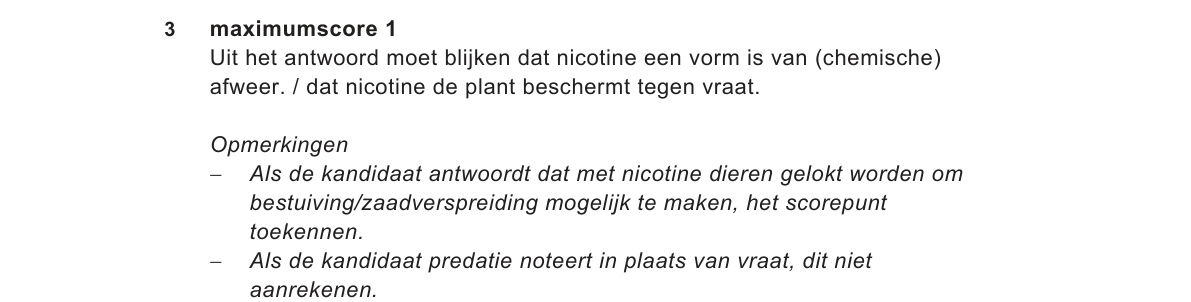 3 maximumscore 1
Uit het antwoord moet blijken dat nicotine een vorm is van (chemische)
afweer. / dat nicotine de plant beschermt tegen vraat.
Opmerkingen
– Als de kandidaat antwoordt dat met nicotine dieren gelokt worden om
bestuiving/zaadverspreiding mogelijk te maken, het scorepunt
toekennen.
– Als de kandidaat predatie noteert in plaats van vraat, dit niet
aanrekenen.